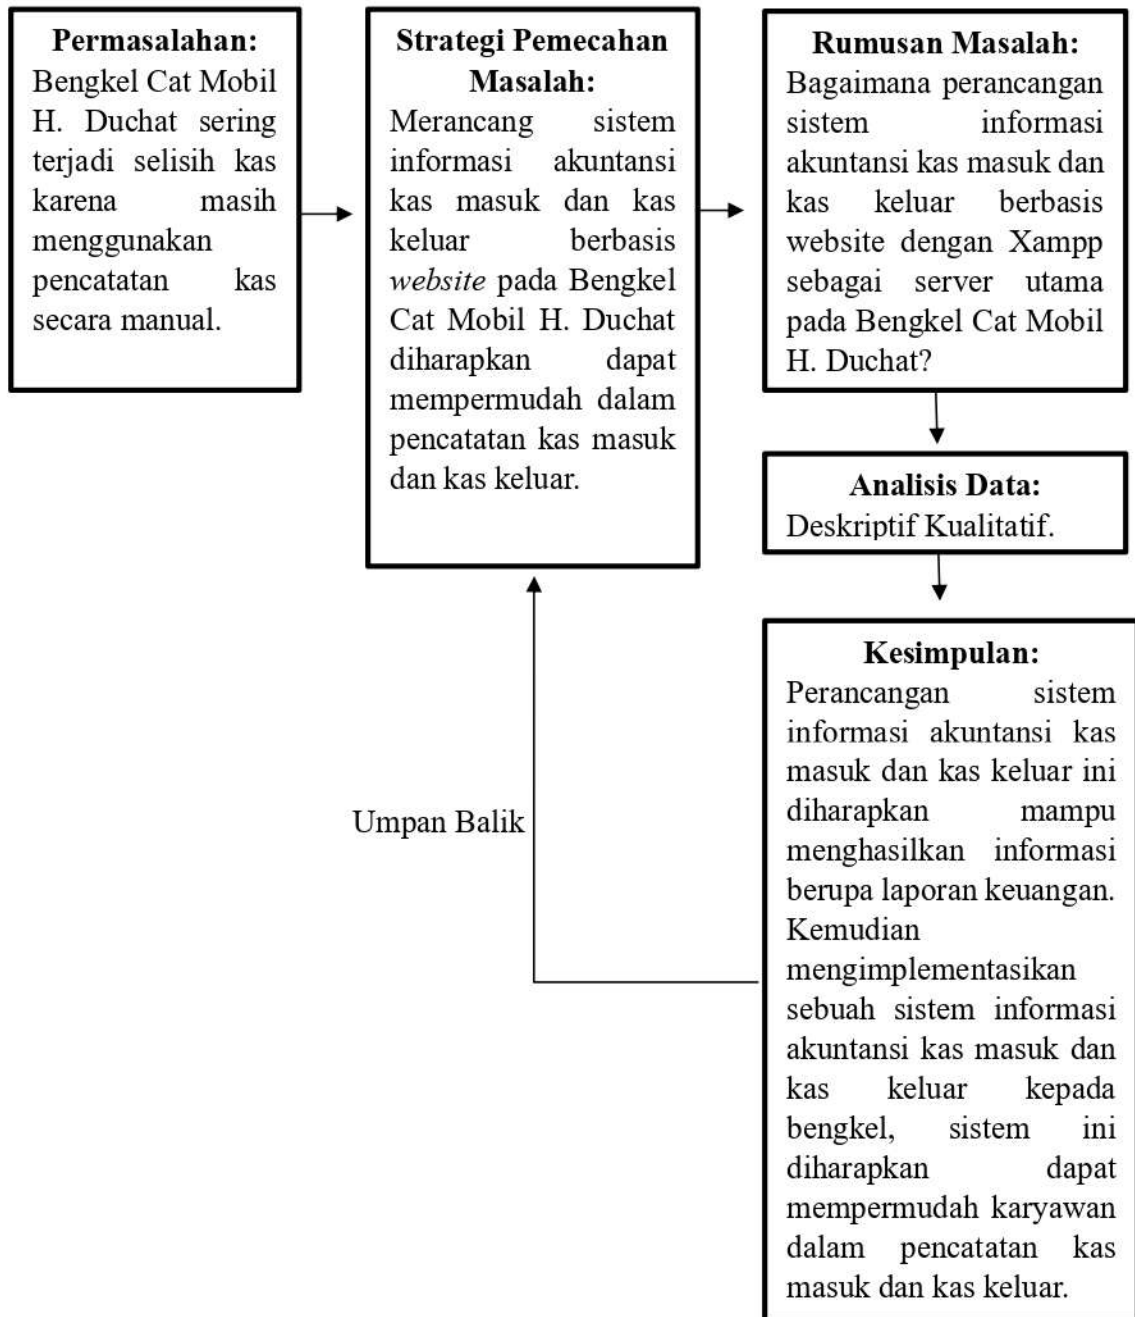 Permasalahan:
Bengkel Cat Mobil
H. Duchat sering
terjadi selisih kas
karena masih
menggunakan
pencatatan kas
secara manual.
Strategi Pemecahan
Masalah:
Merancang sistem
informasi akuntansi
kas masuk dan kas
keluar berbasis
website pada Bengkel
Cat Mobil H. Duchat
diharapkan dapat
mempermudah dalam
pencatatan kas masuk
dan kas keluar.
Rumusan Masalah:
Bagaimana perancangan
sistem informasi
akuntansi kas masuk dan
kas keluar berbasis
website dengan Xampp
sebagai server utama
pada Bengkel Cat Mobil
H. Duchat?
Analisis Data:
Deskriptif Kualitatif.
Kesimpulan:
Perancangan sistem
informasi akuntansi kas
masuk dan kas keluar ini
diharapkan mampu
menghasilkan informasi
berupa laporan keuangan.
Kemudian
mengimplementasikan
sebuah sistem informasi
akuntansi kas masuk dan
kas keluar kepada
bengkel, sistem ini
diharapkan dapat
mempermudah karyawan
dalam pencatatan kas
masuk dan kas keluar.
Umpan Balik